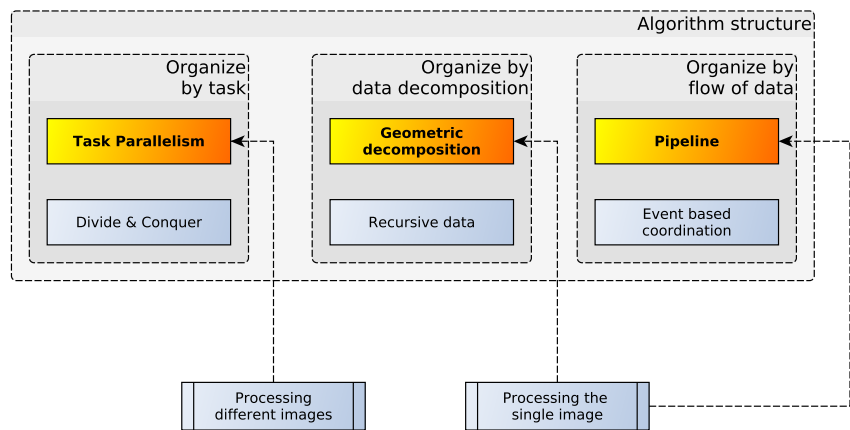 Algorithm structure
Organize
by task
Task Parallelism
Divide & Conquer
Organize by
data decomposition
Geometric
decomposition
Recursive data
Organize by
flow of data
Pipeline
Event based
coordination
Processing
different images
Processing the
single image